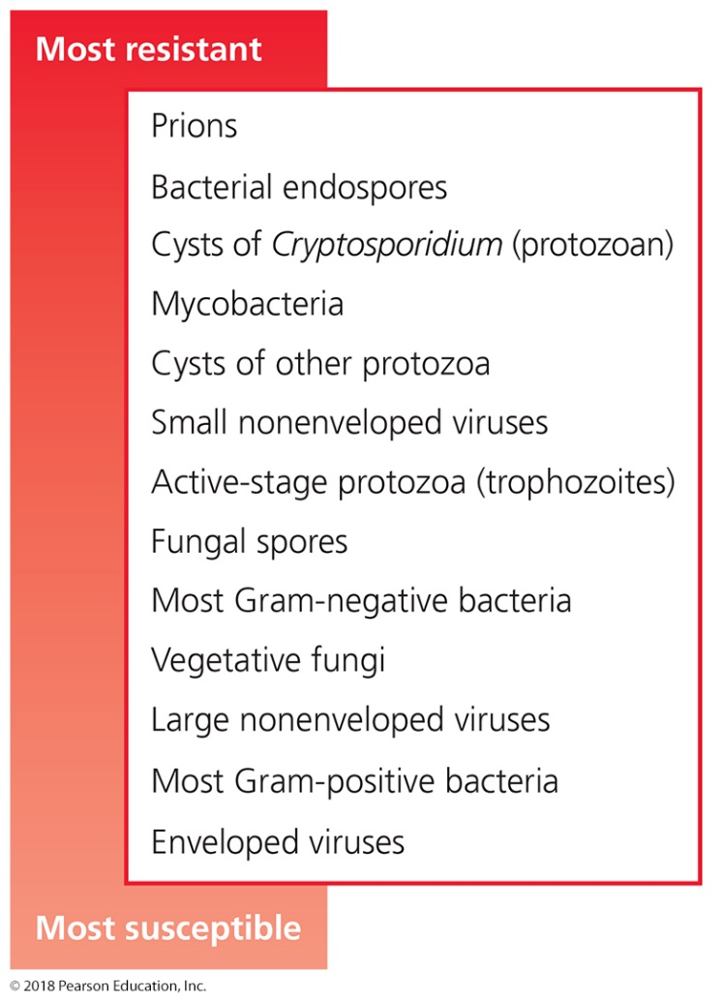 Most resistant
Prions
Bacterial endospores
Cysts of Cryptosporidium (protozoan)
Mycobacteria
Cysts of other protozoa
Small nonenveloped viruses
Active-stage protozoa (trophozoites)
Fungal spores
Most Gram-negative bacteria
Vegetative fungi
Large nonenveloped viruses
Most Gram-positive bacteria
Enveloped viruses
Most susceptible
© 2018 Pearson Education, Inc.